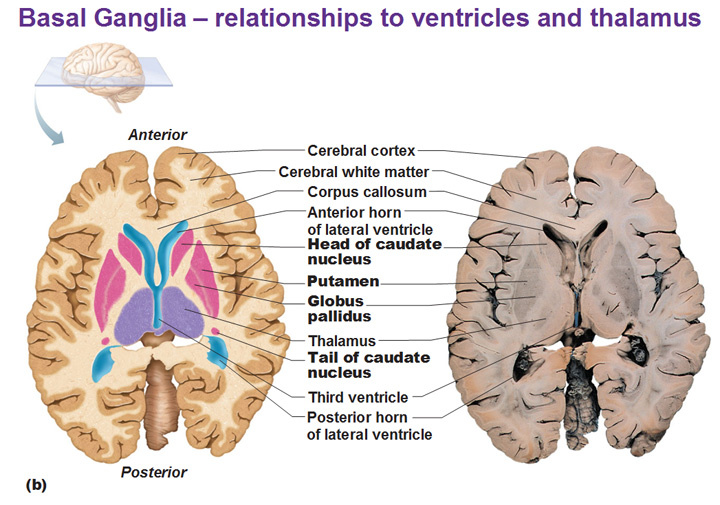 Basal Ganglia – relationships to ventricles and thalamus
Anterior
Cerebral cortex
Cerebral white matter
Corpus callosum
Anterior horn
of lateral ventricle
Head of caudate
nucleus
Putamen
Globus
pallidus
Thalamus
Tail of caudate
nucleus
Third ventricle
Posterior horn
of lateral ventricle
Posterior
(b)